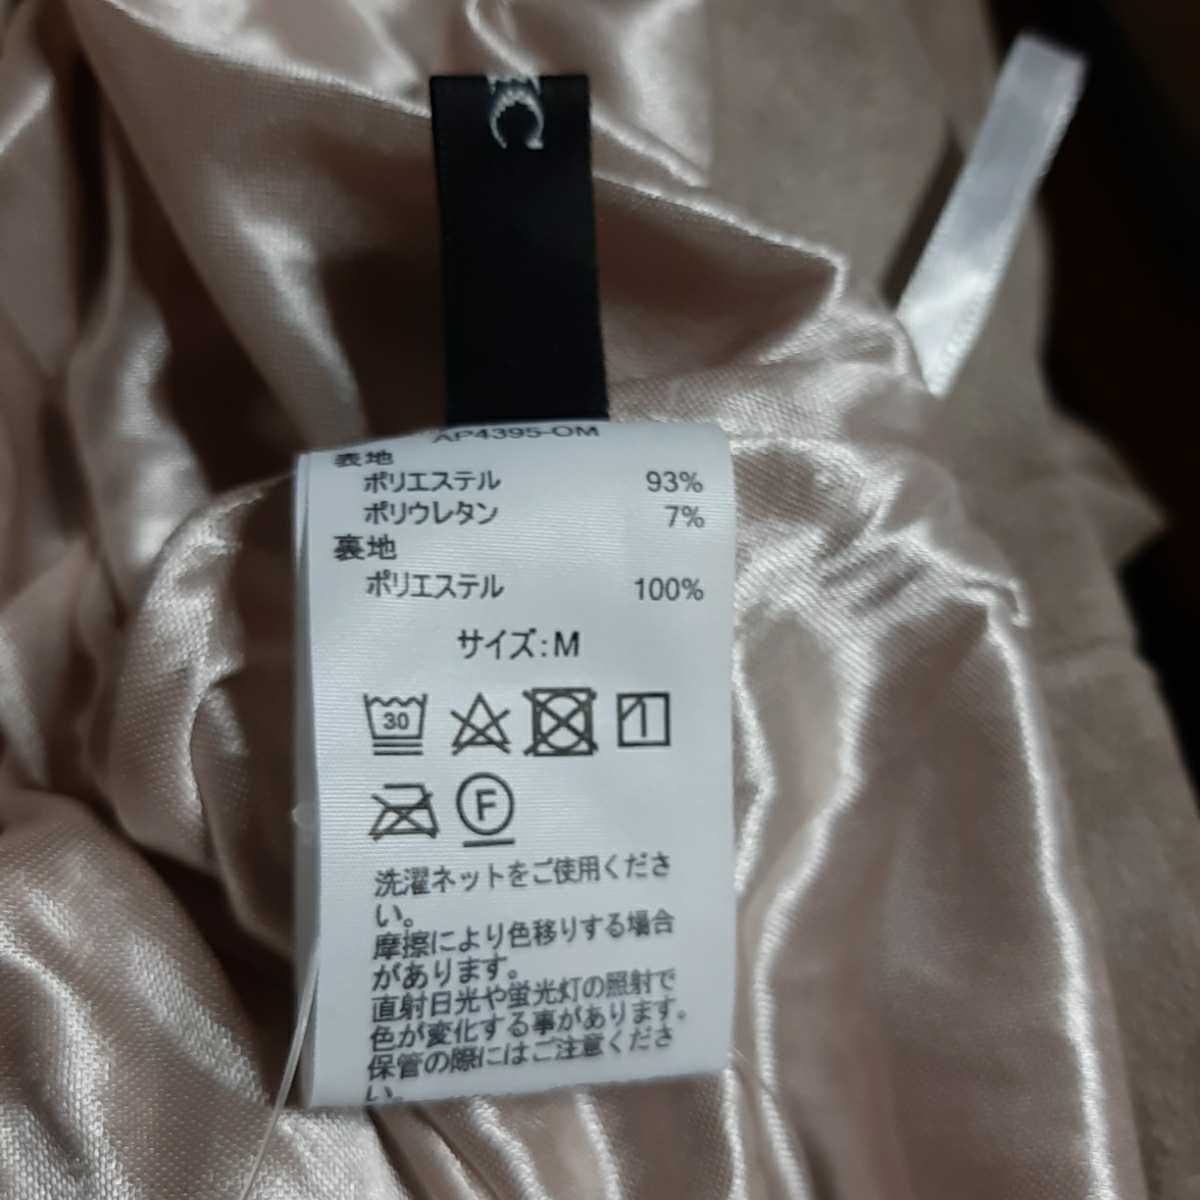 C
AP4395-OM
表地
ポリエステル 93%
ポリウレタン 7%
裏地
ポリエステル 100%
サイズ:M
30
F
洗濯ネットをご使用くださ
い。
摩擦により色移りする場合
があります。
直射日光や蛍光灯の照射で
色が変化する事があります。
保管の際にはご注意くださ
い。